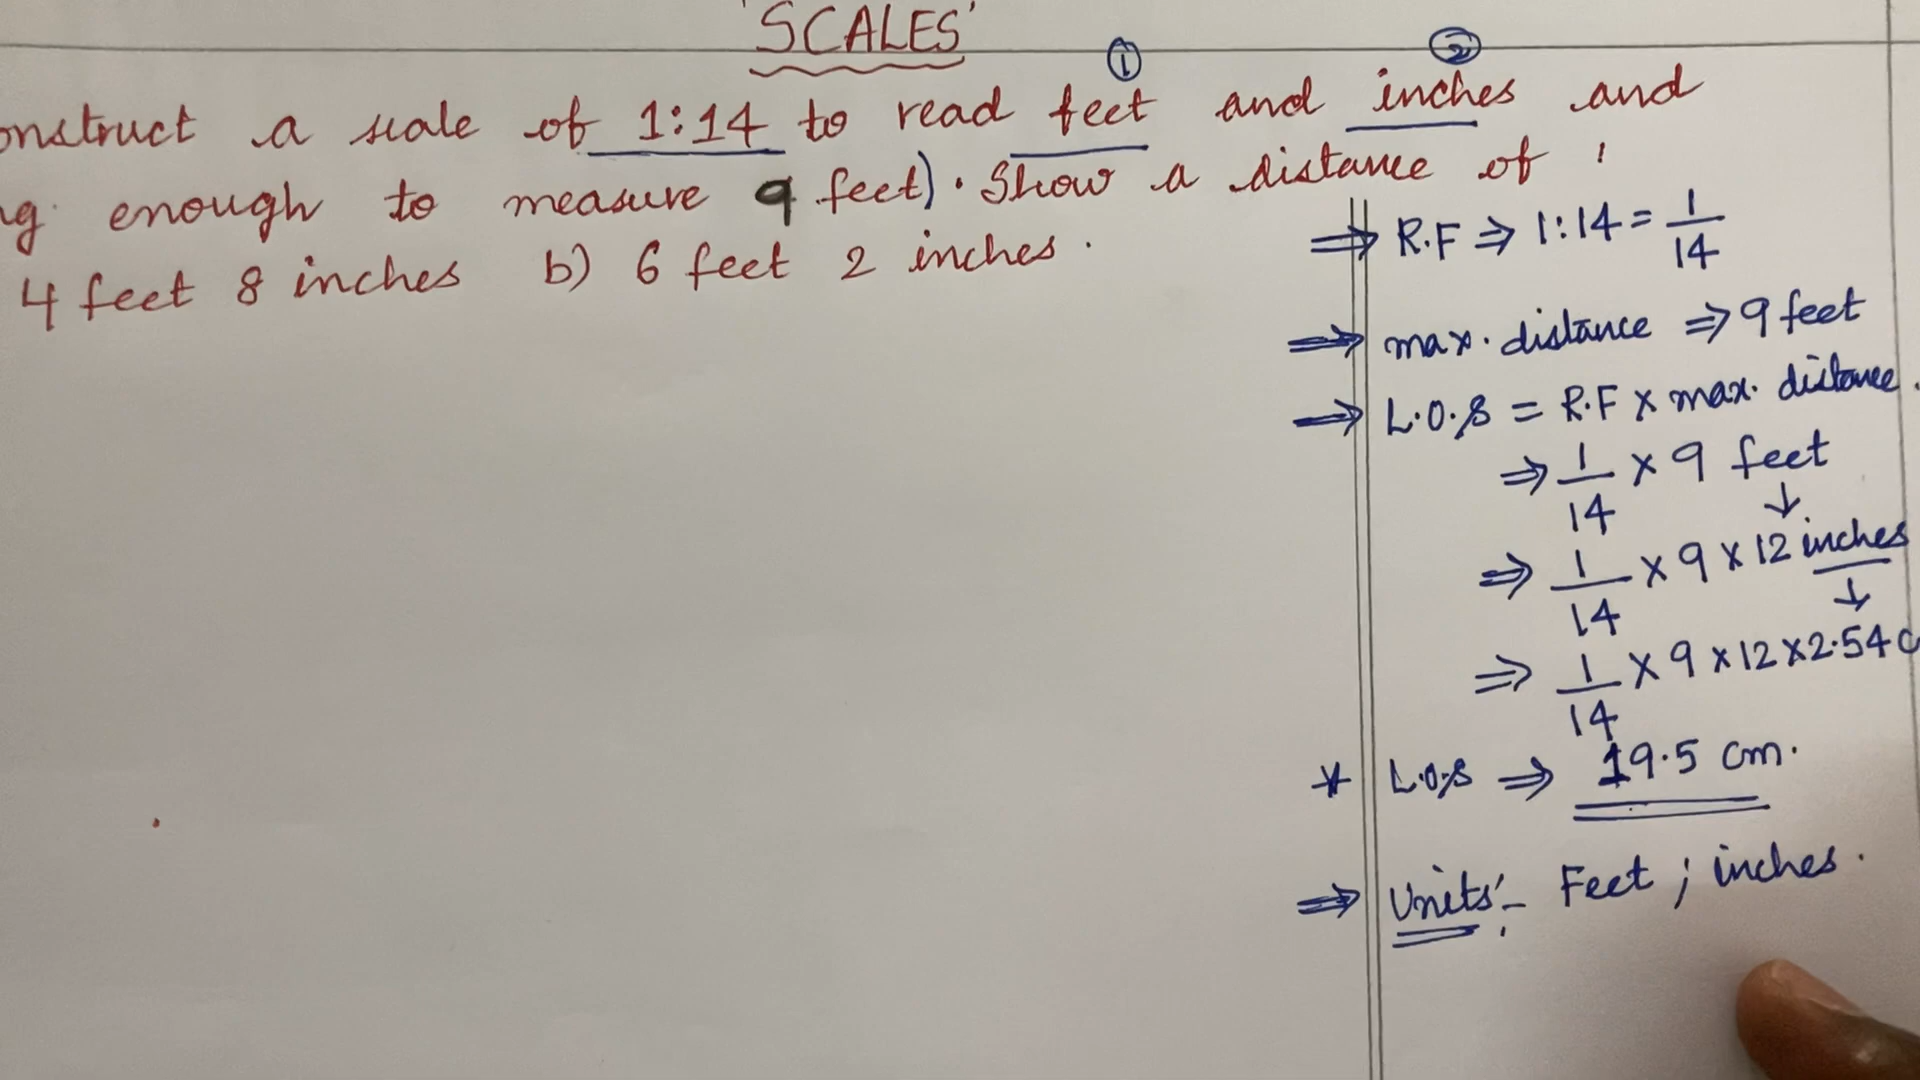 'SCALES'
① ②
onstruct a scale of 1:14 to read feet and inches and
ng enough to measure 9 feet). Show a distance of
4 feet 8 inches b) 6 feet 2 inches.
⇒ R.F ⇒ 1:14 = 1/14
⇒ max. distance ⇒ 9 feet
⇒ L.O.S = R.F × max. distance.
⇒ 1/14 × 9 feet
↓
⇒ 1/14 × 9 × 12 inches
↓
⇒ 1/14 × 9 × 12 × 2.54 c
* L.O.S ⇒ 19.5 cm.
⇒ Units:- Feet ; inches.